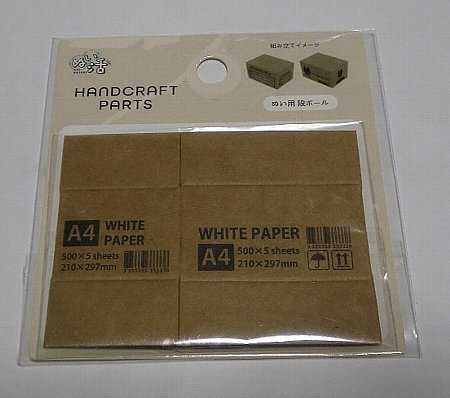 ぬい活
組み立てイメージ
HANDCRAFT
PARTS
ぬい用 段ボール
A4
WHITE
PAPER
500×5 sheets
210×297mm
WHITE PAPER
A4
500×5 sheets
210×297mm